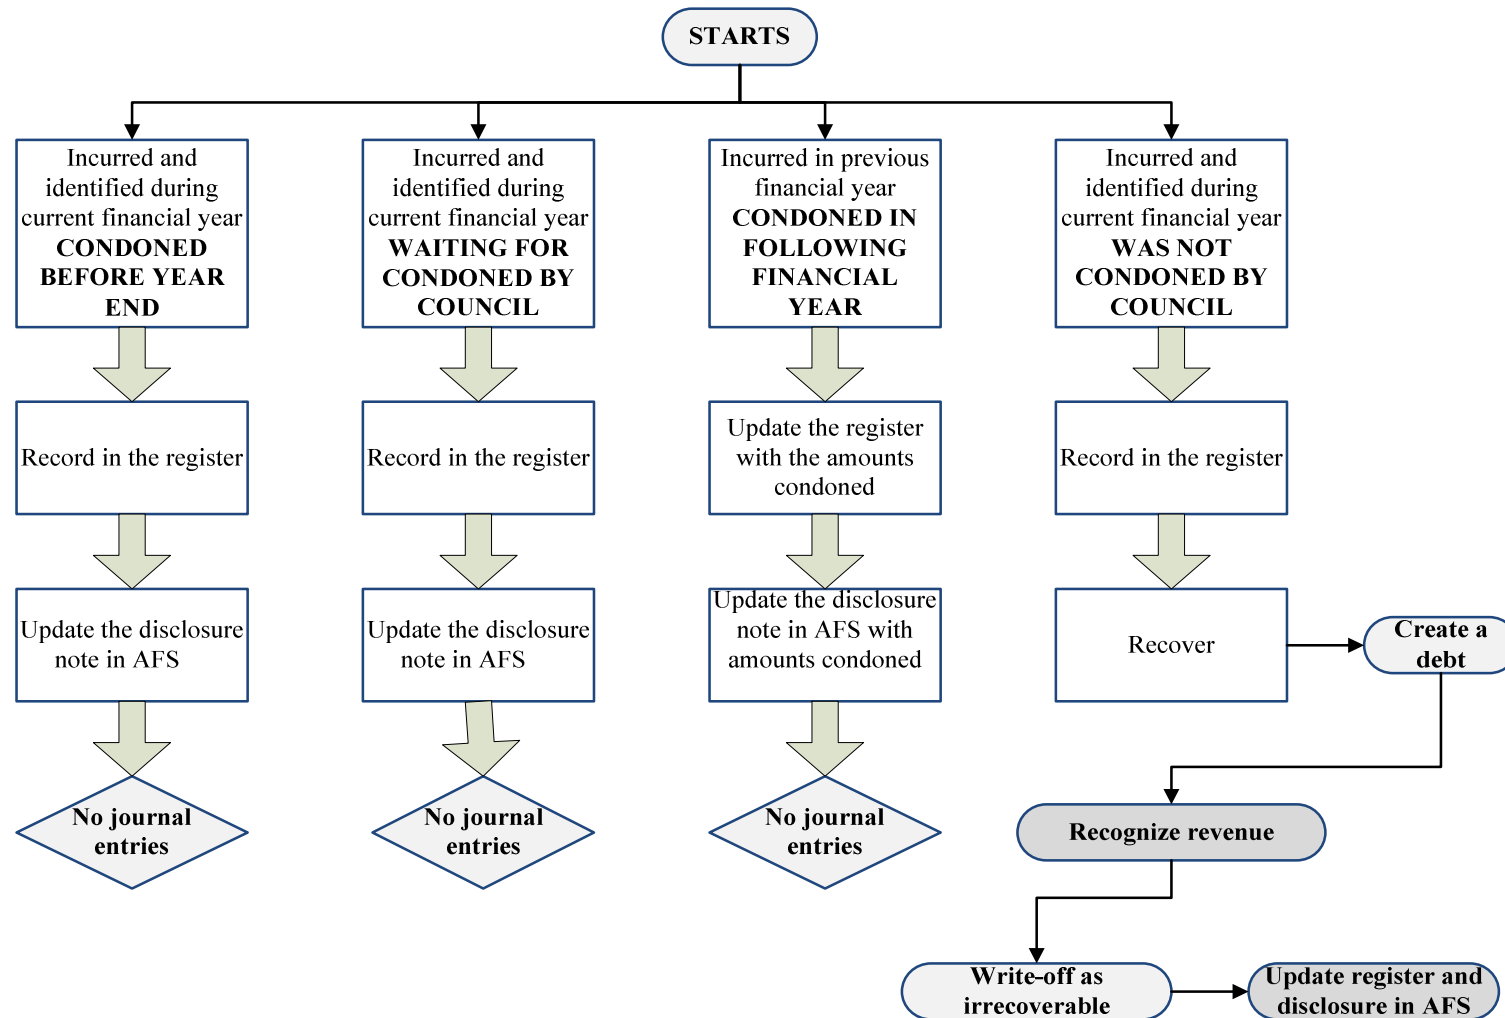 STARTS
Incurred and
identified during
current financial year
CONDONED
BEFORE YEAR
END
Incurred and
identified during
current financial year
WAITING FOR
CONDONED BY
COUNCIL
Incurred in previous
financial year
CONDONED IN
FOLLOWING
FINANCIAL
YEAR
Incurred and
identified during
current financial year
WAS NOT
CONDONED BY
COUNCIL
Record in the register
Record in the register
Update the register
with the amounts
condoned
Record in the register
Update the disclosure
note in AFS
Update the disclosure
note in AFS
Update the disclosure
note in AFS with
amounts condoned
Recover
Create a
debt
No journal
entries
No journal
entries
No journal
entries
Recognize revenue
Write-off as
irrecoverable
Update register and
disclosure in AFS